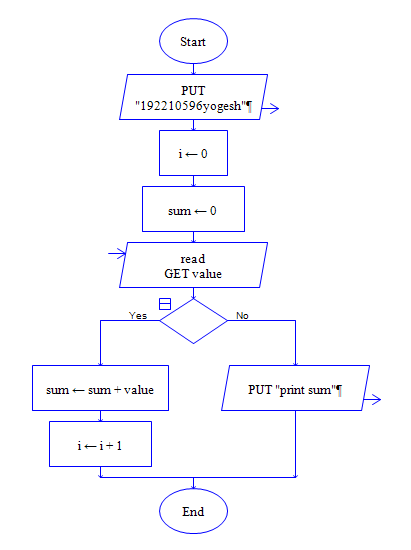 Start
PUT
"192210596yogesh"¶
i ← 0
sum ← 0
read
GET value
Yes
No
sum ← sum + value
PUT "print sum"¶
i ← i + 1
End